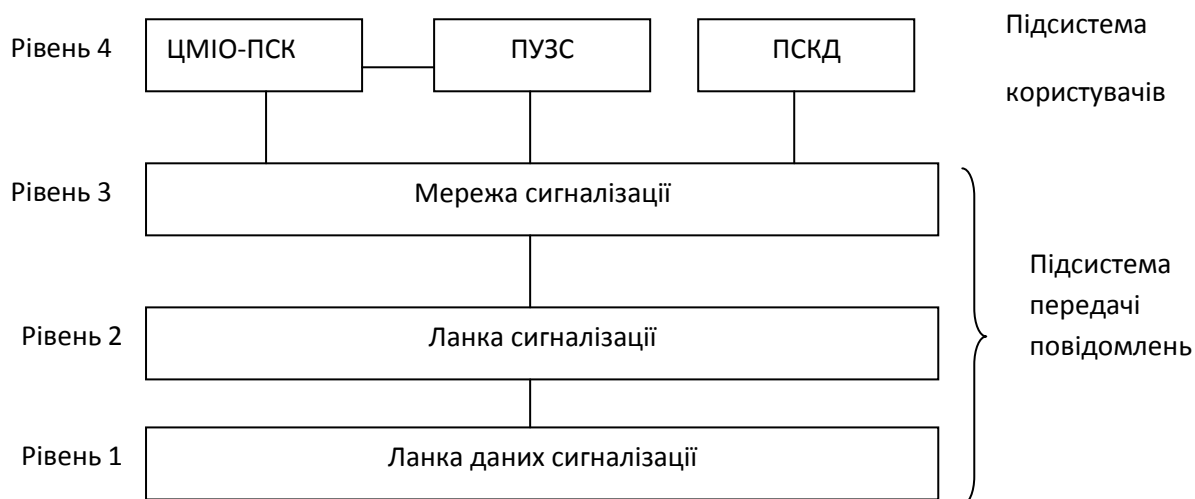 Підсистема
Рівень 4 ЦМІО-ПСК ПУЗС ПСКД
користувачів
Рівень 3 Мережа сигналізації
Підсистема
передачі
Рівень 2 Ланка сигналізації
повідомлень
Рівень 1 Ланка даних сигналізації